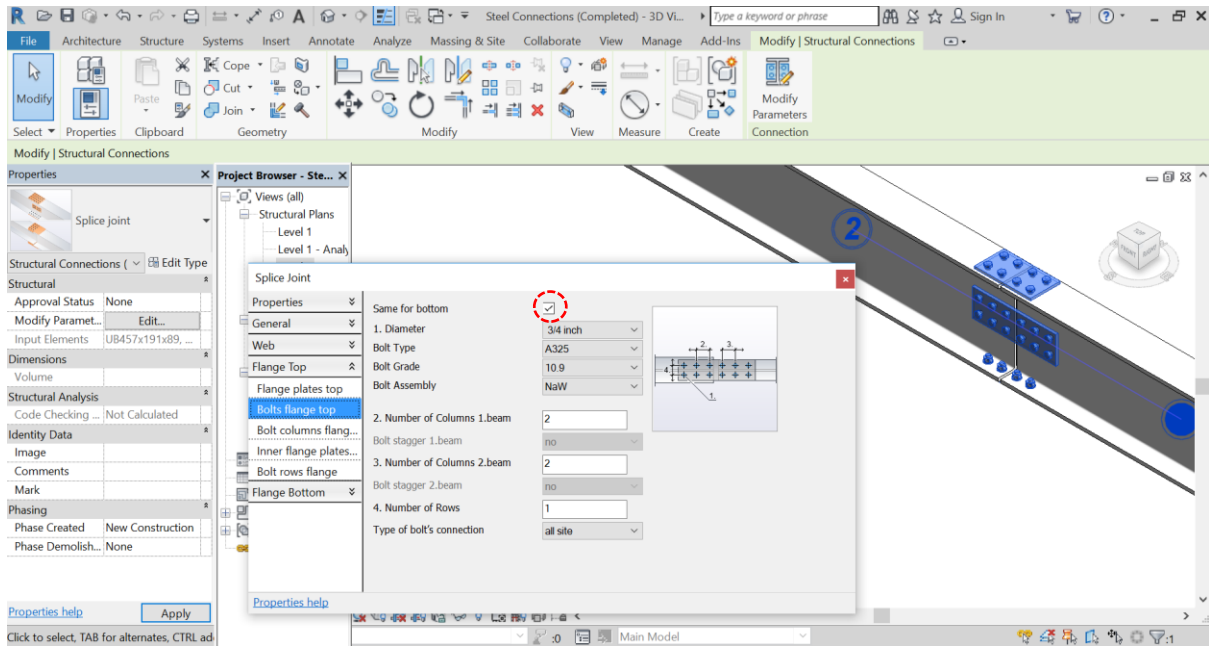 Steel Connections (Completed) - 3D Vi...
Type a keyword or phrase
Sign In
File Architecture Structure Systems Insert Annotate Analyze Massing & Site Collaborate View Manage Add-Ins Modify | Structural Connections
Modify
Paste
Cope
Cut
Join
Modify
Parameters
Select Properties Clipboard Geometry Modify View Measure Create Connection
Modify | Structural Connections
Properties
Splice joint
Structural Connections (
Edit Type
Structural
Approval Status None
Modify Paramet... Edit...
Input Elements UB457x191x89, ...
Dimensions
Volume
Structural Analysis
Code Checking ... Not Calculated
Identity Data
Image
Comments
Mark
Phasing
Phase Created New Construction
Phase Demolish... None
Properties help
Apply
Project Browser - Ste...
Views (all)
Structural Plans
Level 1
Level 1 - Analy
Splice Joint
Properties
General
Web
Flange Top
Flange plates top
Bolts flange top
Bolt columns flang...
Inner flange plates...
Bolt rows flange
Flange Bottom
Properties help
Same for bottom
1. Diameter 3/4 inch
Bolt Type A325
Bolt Grade 10.9
Bolt Assembly NaW
2. Number of Columns 1.beam 2
Bolt stagger 1.beam no
3. Number of Columns 2.beam 2
Bolt stagger 2.beam no
4. Number of Rows 1
Type of bolt's connection all site
2. 3.
4.
1.
2
TOP
FRONT
RIGHT
Click to select, TAB for alternates, CTRL ad
:0
Main Model
:1